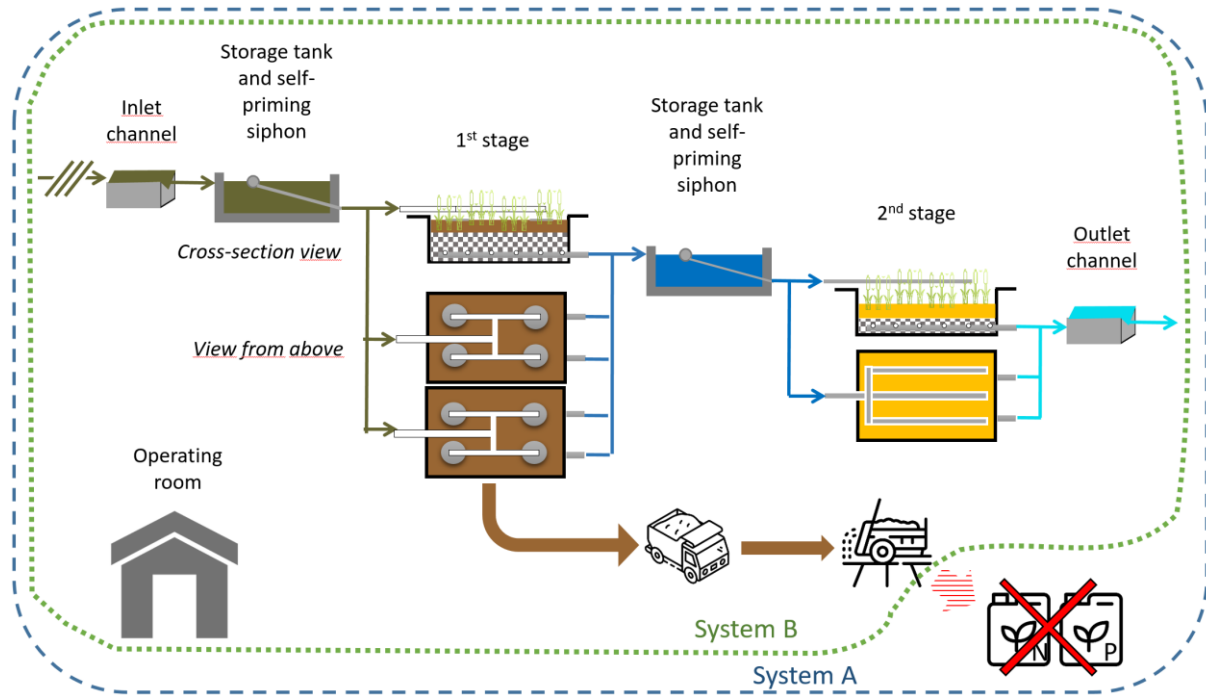 Storage tank
and self-
priming
siphon
Inlet
channel
1st stage
Storage tank
and self-
priming
siphon
2nd stage
Outlet
channel
Cross-section view
View from above
Operating
room
N
P
System B
System A